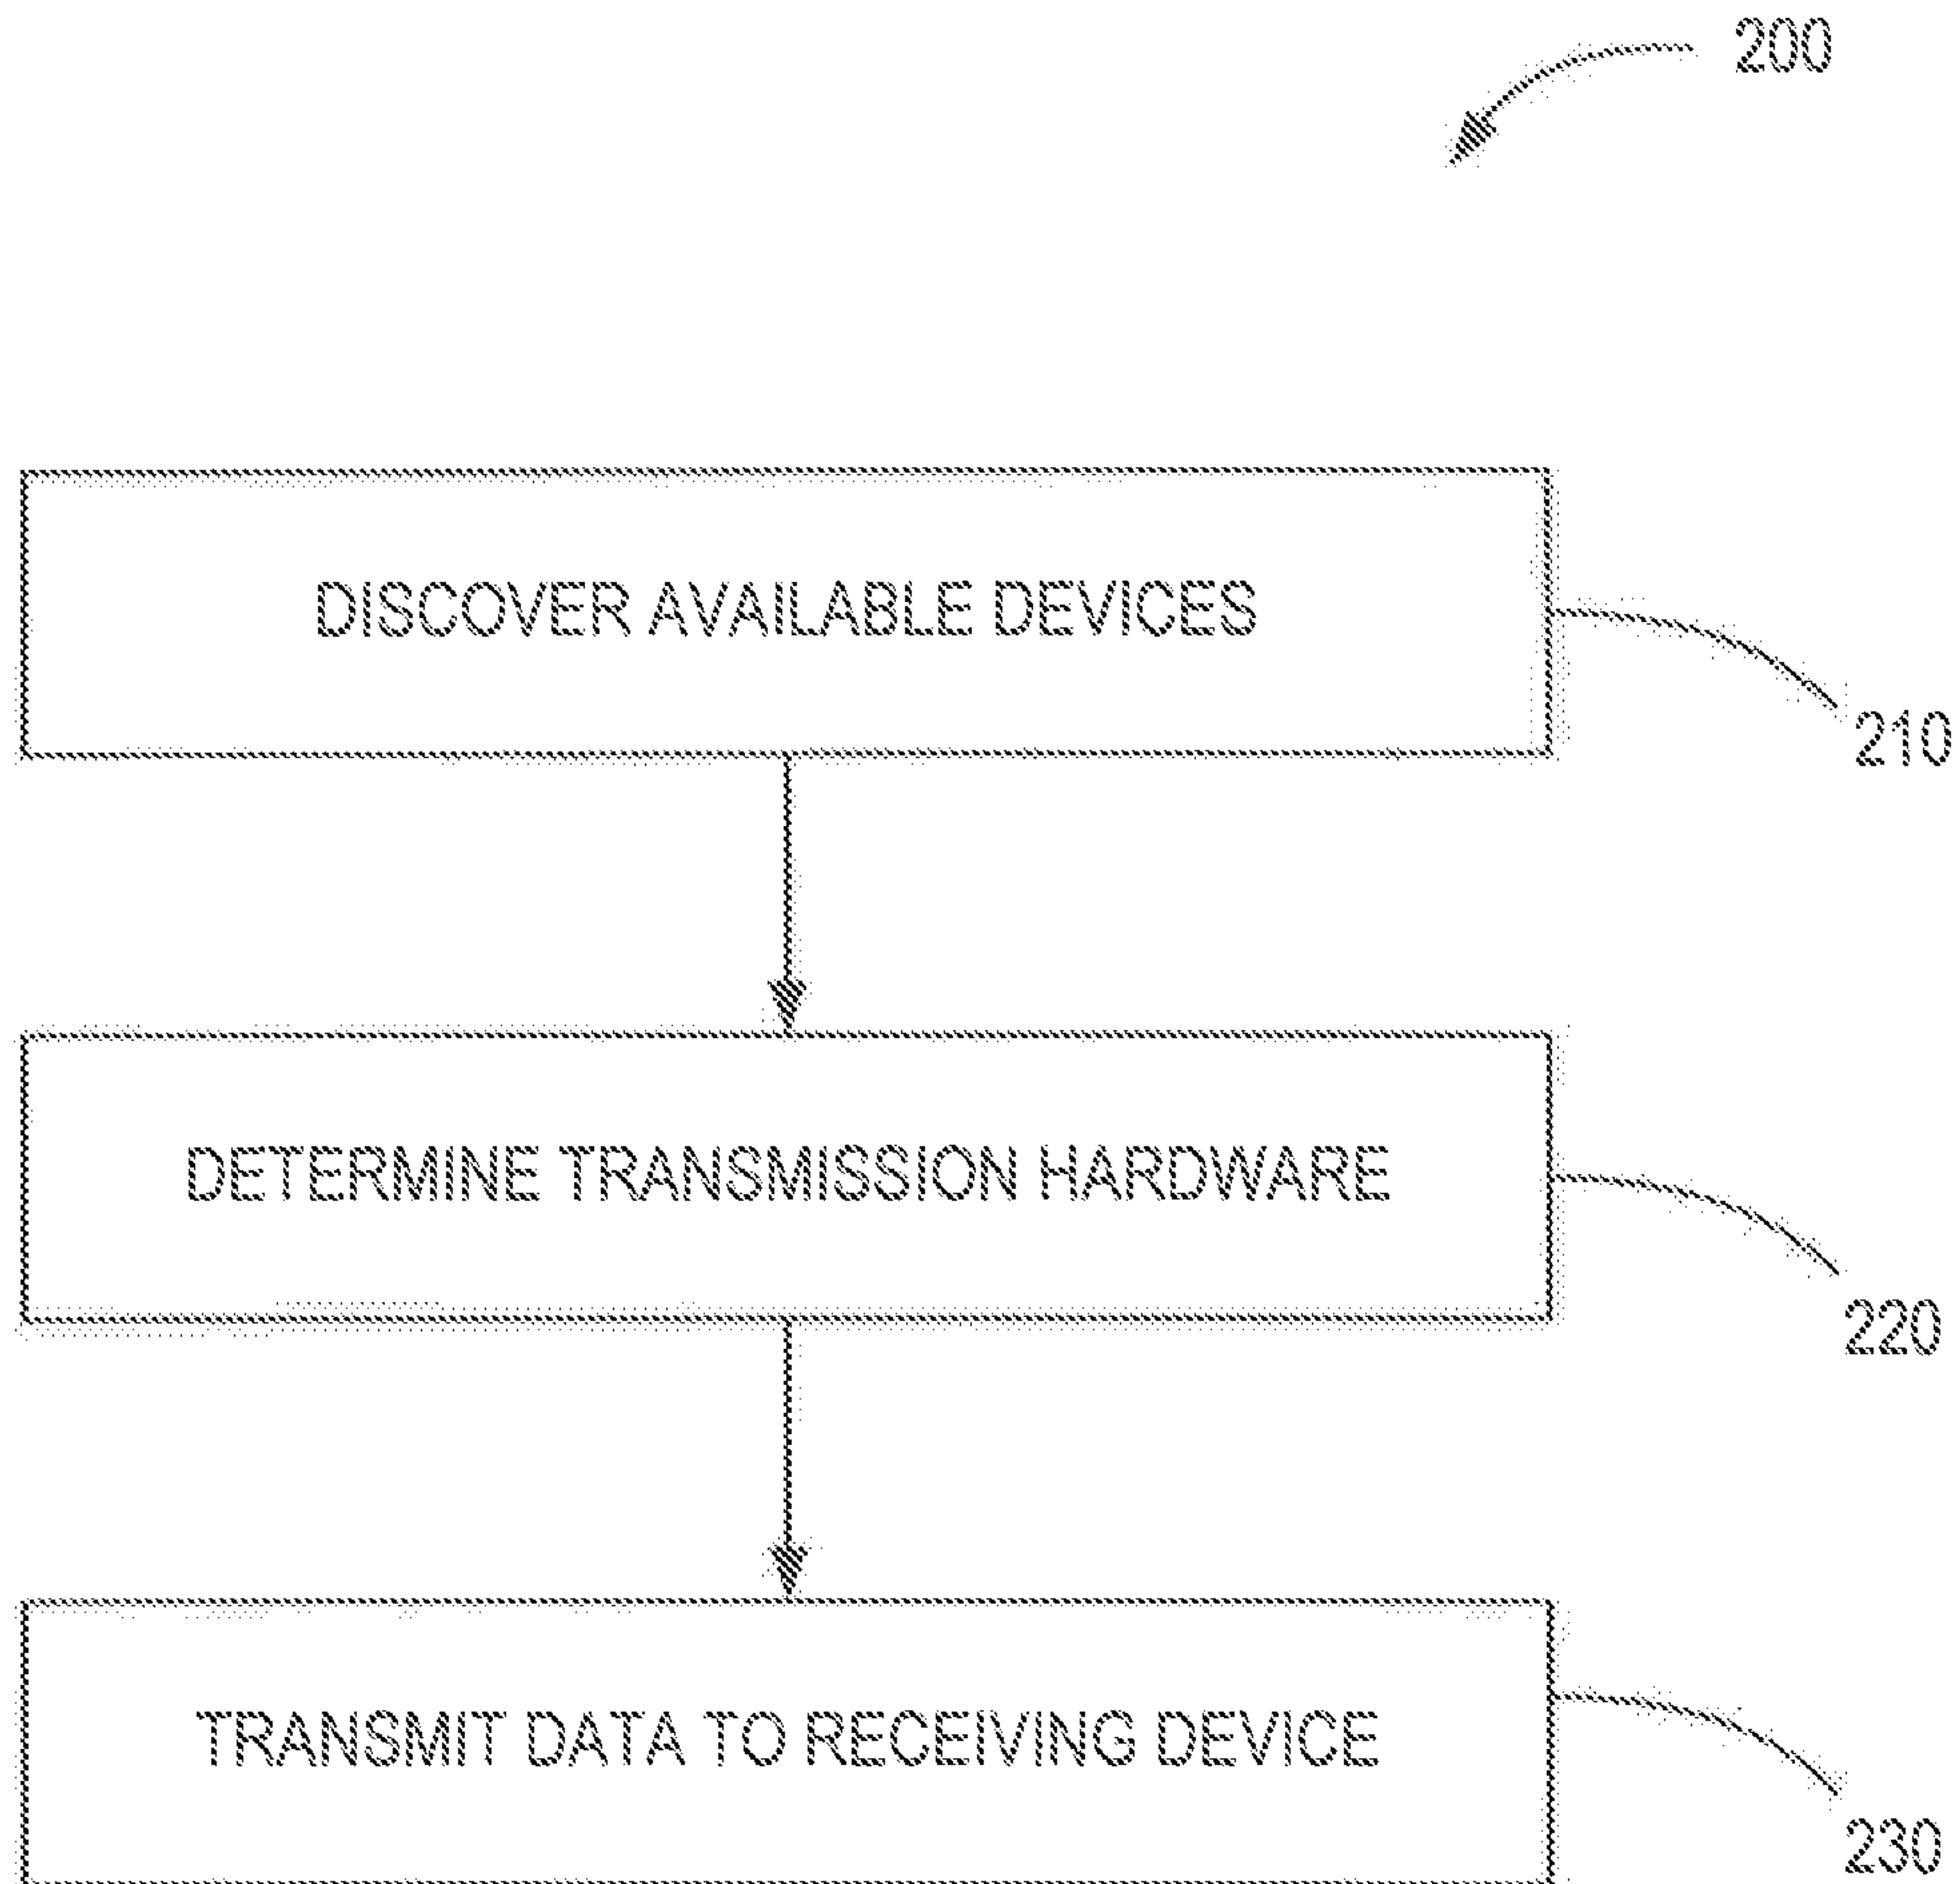 200
DISCOVER AVAILABLE DEVICES
210
DETERMINE TRANSMISSION HARDWARE
220
TRANSMIT DATA TO RECEIVING DEVICE
230